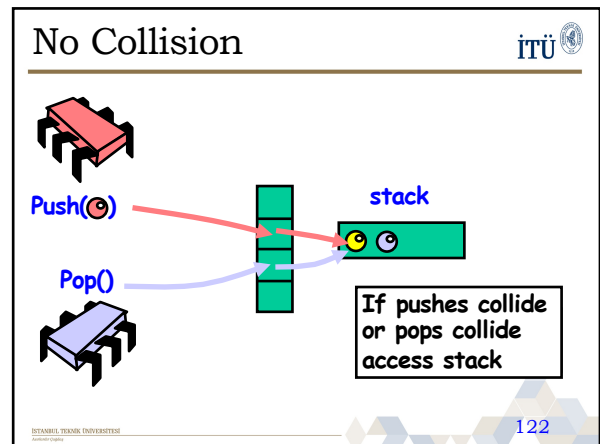 No Collision
İTÜ
Push( )
stack
Pop()
If pushes collide
or pops collide
access stack
İSTANBUL TEKNİK ÜNİVERSİTESİ
122